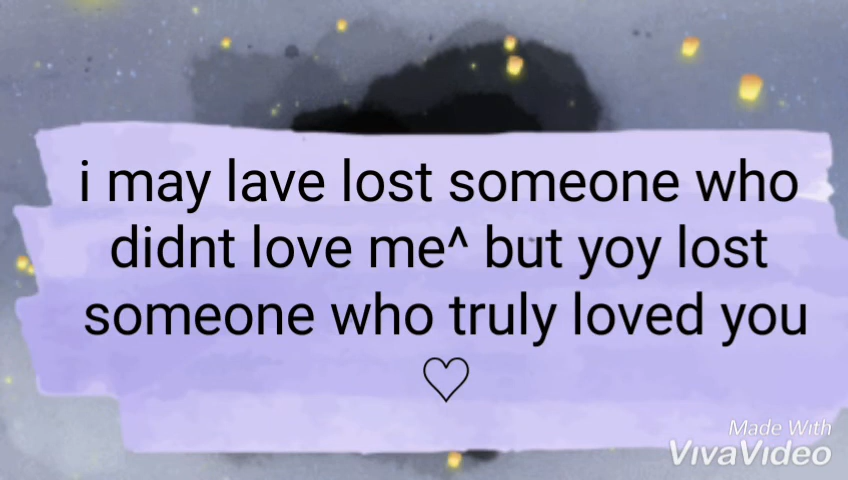 VivaVideo
i may lave lost someone who
didnt love me^ but yoy lost
someone who truly loved you
♡
Made With
VivaVideo